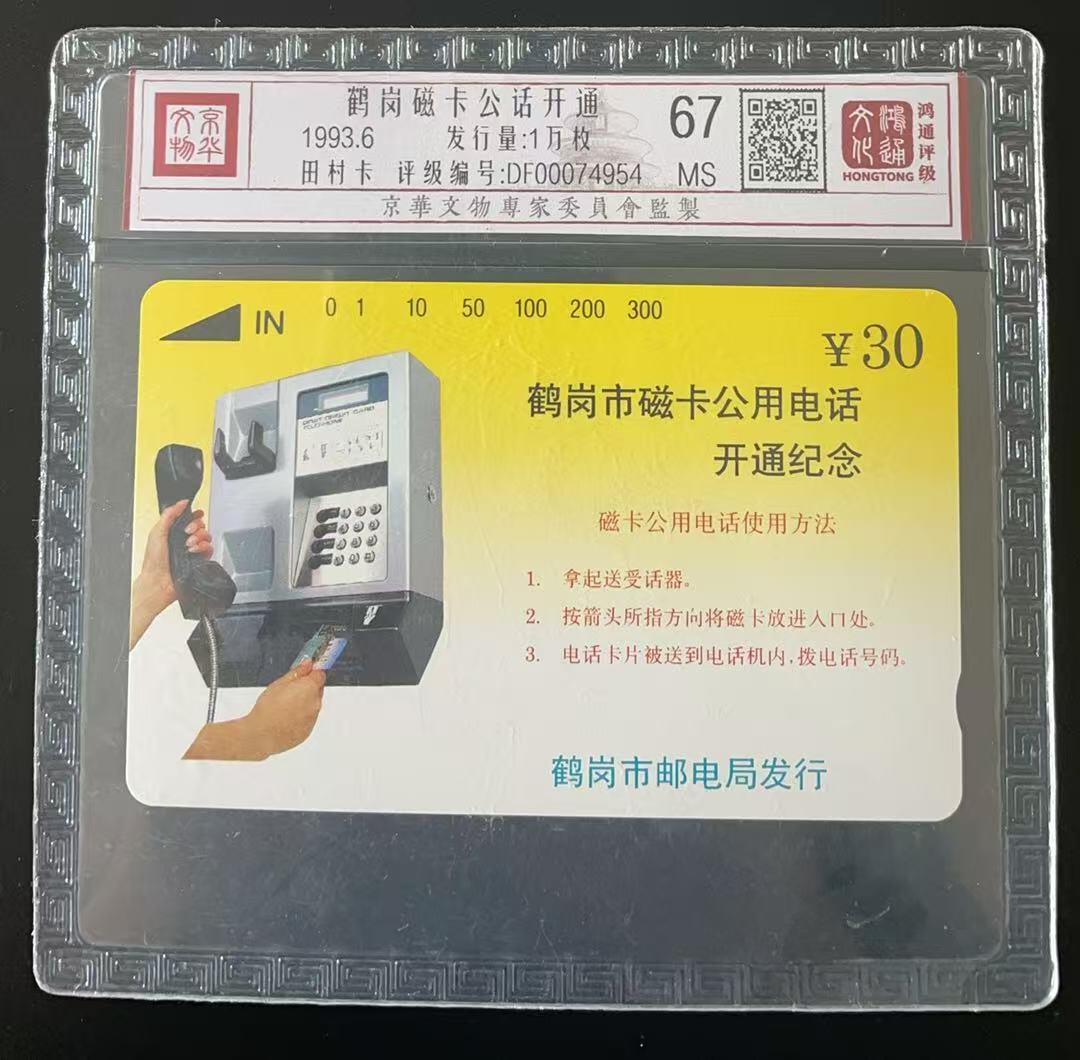 京华文物
鹤岗磁卡公话开通
1993.6 发行量:1万枚
田村卡 评级编号:DF00074954
67
MS
鸿通文化
HONGTONG
鸿通评级
京華文物專家委員會監製
IN
0 1 10 50 100 200 300
¥30
鹤岗市磁卡公用电话
开通纪念
磁卡公用电话使用方法
1. 拿起送受话器。
2. 按箭头所指方向将磁卡放进入口处。
3. 电话卡片被送到电话机内,拨电话号码。
鹤岗市邮电局发行